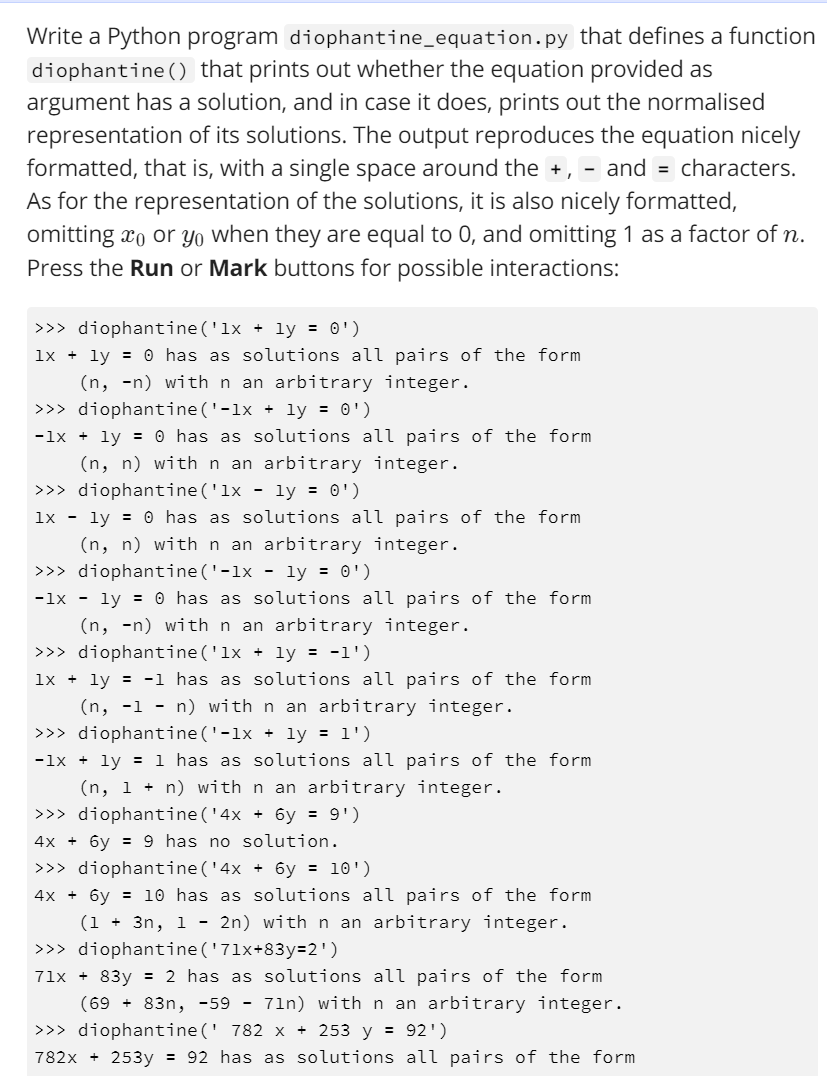 Write a Python program diophantine_equation.py that defines a function
diophantine() that prints out whether the equation provided as
argument has a solution, and in case it does, prints out the normalised
representation of its solutions. The output reproduces the equation nicely
formatted, that is, with a single space around the +, - and = characters.
As for the representation of the solutions, it is also nicely formatted,
omitting x₀ or y₀ when they are equal to 0, and omitting 1 as a factor of n.
Press the Run or Mark buttons for possible interactions:
>>> diophantine('1x + 1y = 0')
1x + 1y = 0 has as solutions all pairs of the form
    (n, -n) with n an arbitrary integer.
>>> diophantine('-1x + 1y = 0')
-1x + 1y = 0 has as solutions all pairs of the form
    (n, n) with n an arbitrary integer.
>>> diophantine('1x - 1y = 0')
1x - 1y = 0 has as solutions all pairs of the form
    (n, n) with n an arbitrary integer.
>>> diophantine('-1x - 1y = 0')
-1x - 1y = 0 has as solutions all pairs of the form
    (n, -n) with n an arbitrary integer.
>>> diophantine('1x + 1y = -1')
1x + 1y = -1 has as solutions all pairs of the form
    (n, -1 - n) with n an arbitrary integer.
>>> diophantine('-1x + 1y = 1')
-1x + 1y = 1 has as solutions all pairs of the form
    (n, 1 + n) with n an arbitrary integer.
>>> diophantine('4x + 6y = 9')
4x + 6y = 9 has no solution.
>>> diophantine('4x + 6y = 10')
4x + 6y = 10 has as solutions all pairs of the form
    (1 + 3n, 1 - 2n) with n an arbitrary integer.
>>> diophantine('71x+83y=2')
71x + 83y = 2 has as solutions all pairs of the form
    (69 + 83n, -59 - 71n) with n an arbitrary integer.
>>> diophantine(' 782 x + 253 y = 92')
782x + 253y = 92 has as solutions all pairs of the form